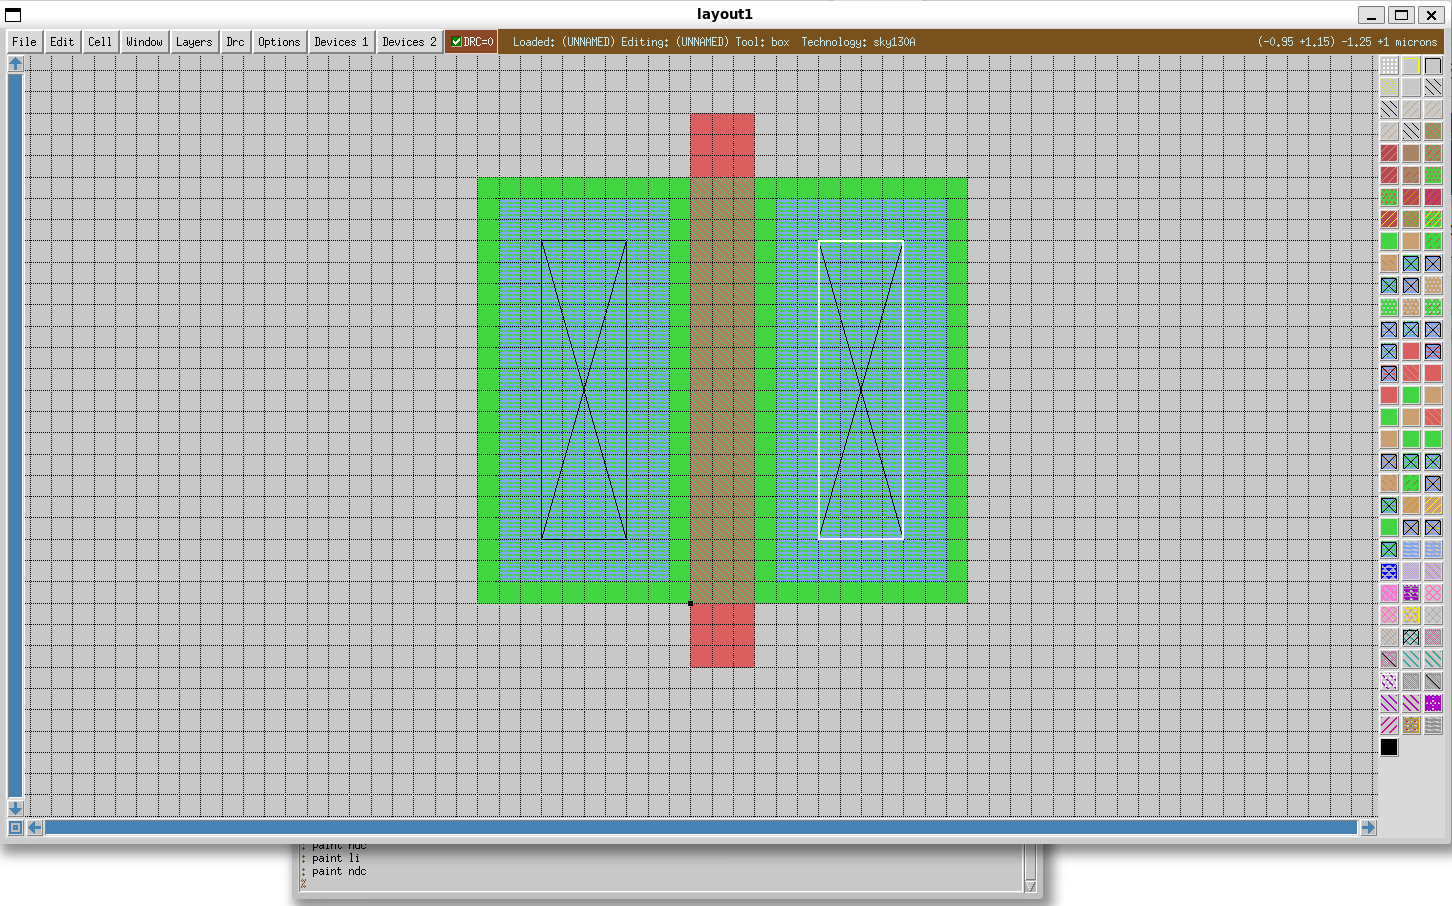 layout1
File Edit Cell Window Layers Drc Options Devices 1 Devices 2 DRC=0 Loaded: (UNNAMED) Editing: (UNNAMED) Tool: box Technology: sky130A (-0.95 +1.15) -1.25 +1 microns
: paint ndc
: paint li
: paint ndc
%